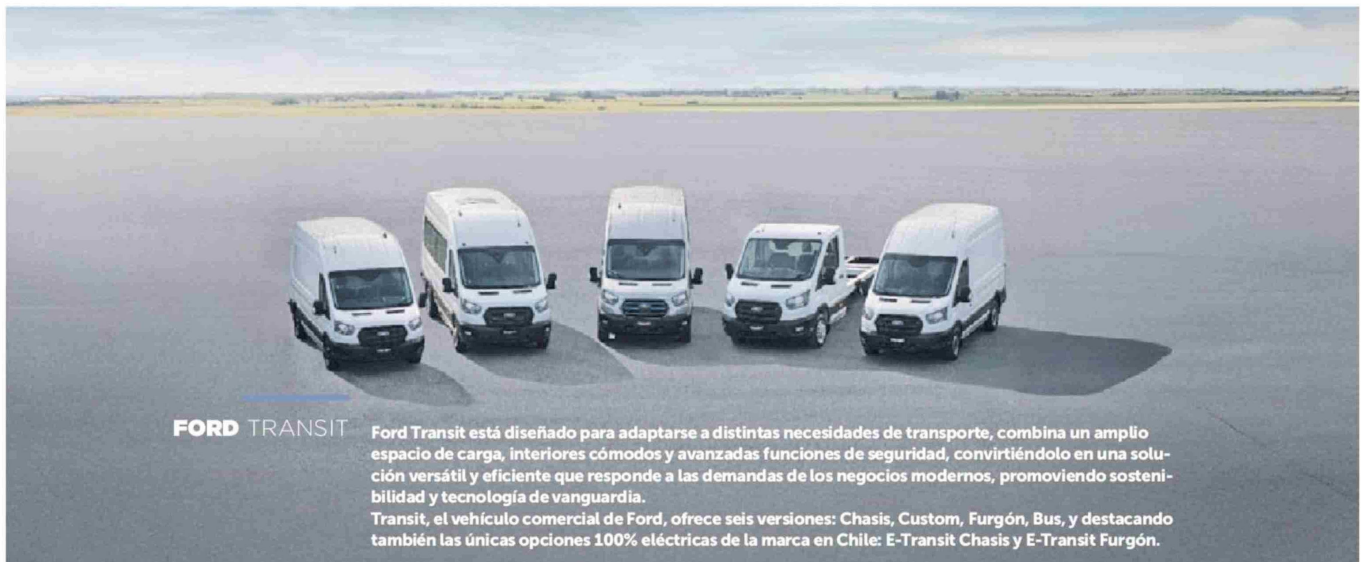 FORD TRANSIT
Ford Transit está diseñado para adaptarse a distintas necesidades de transporte, combina un amplio
espacio de carga, interiores cómodos y avanzadas funciones de seguridad, convirtiéndolo en una solu-
ción versátil y eficiente que responde a las demandas de los negocios modernos, promoviendo sosteni-
bilidad y tecnología de vanguardia.
Transit, el vehículo comercial de Ford, ofrece seis versiones: Chasis, Custom, Furgón, Bus, y destacando
también las únicas opciones 100% eléctricas de la marca en Chile: E-Transit Chasis y E-Transit Furgón.